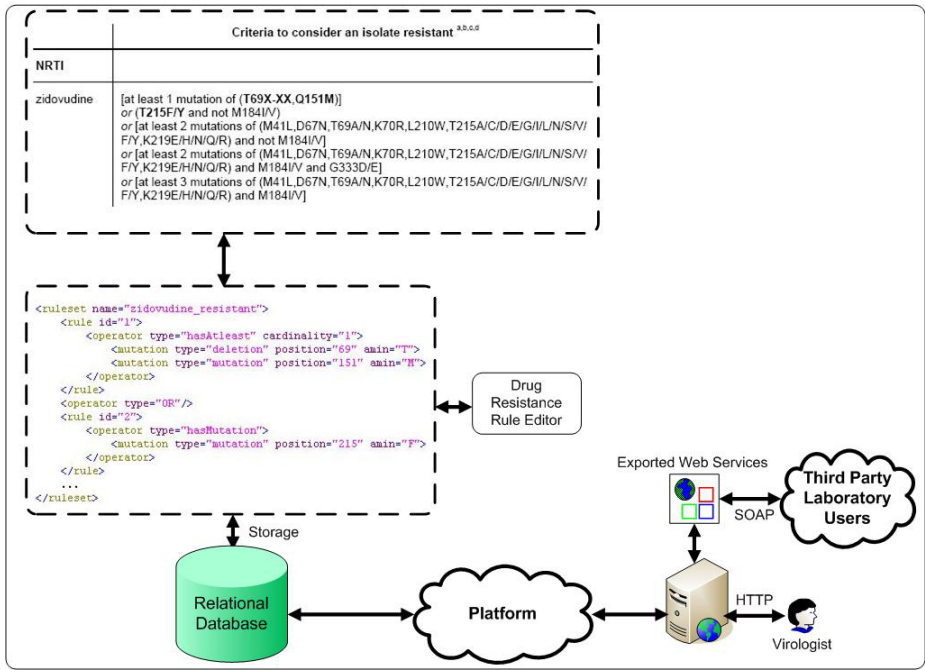 Criteria to consider an isolate resistant a,b,c,d
NRTI
zidovudine
[at least 1 mutation of (T69X-XX,Q151M)]
or (T215F/Y and not M184I/V)
or [at least 2 mutations of (M41L,D67N,T69A/N,K70R,L210W,T215A/C/D/E/G/I/L/N/S/V/
F/Y,K219E/H/N/Q/R) and not M184I/V]
or [at least 2 mutations of (M41L,D67N,T69A/N,K70R,L210W,T215A/C/D/E/G/I/L/N/S/V/
F/Y,K219E/H/N/Q/R) and M184I/V and G333D/E]
or [at least 3 mutations of (M41L,D67N,T69A/N,K70R,L210W,T215A/C/D/E/G/I/L/N/S/V/
F/Y,K219E/H/N/Q/R) and M184I/V]
<ruleset name="zidovudine_resistant">
<rule id="1">
<operator type="hasAtleast" cardinality="1">
<mutation type="deletion" position="69" amin="T">
<mutation type="mutation" position="151" amin="M">
</operator>
</rule>
<operator type="OR"/>
<rule id="2">
<operator type="hasMutation">
<mutation type="mutation" position="215" amin="F">
</operator>
</rule>
...
</ruleset>
Drug
Resistance
Rule Editor
Storage
Relational
Database
Platform
Exported Web Services
SOAP
Third Party
Laboratory
Users
HTTP
Virologist